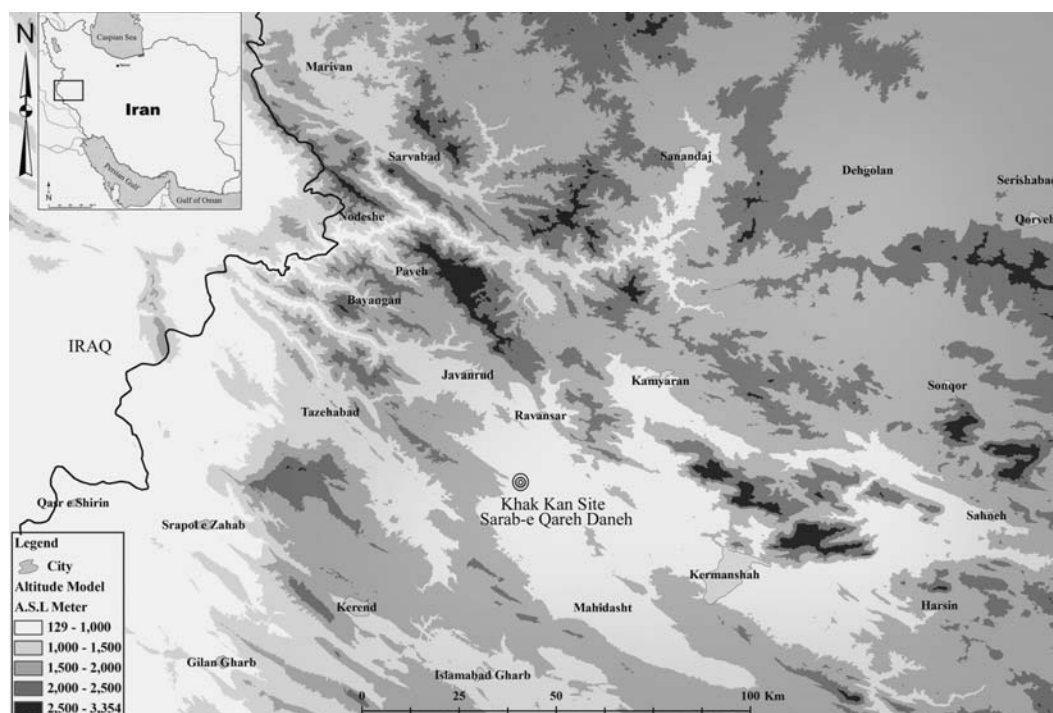 N
Caspian Sea
Tehran
Iran
Persian Gulf
Gulf of Oman
N
Marivan
Sarvabad
Sanandaj
Dehgolan
Serishabad
Qorveh
Nodeshe
Paveh
Bayangan
IRAQ
Javanrud
Kamyaran
Sonqor
Tazehabad
Ravansar
Qasr e Shirin
Khak Kan Site
Sarab-e Qareh Daneh
Srapol e Zahab
Sahneh
Kermanshah
Harsin
Kerend
Mahidasht
Gilan Gharb
Islamabad Gharb
Legend
City
Altitude Model
A.S.L Meter
129 - 1,000
1,000 - 1,500
1,500 - 2,000
2,000 - 2,500
2,500 - 3,354
0 25 50 100 Km